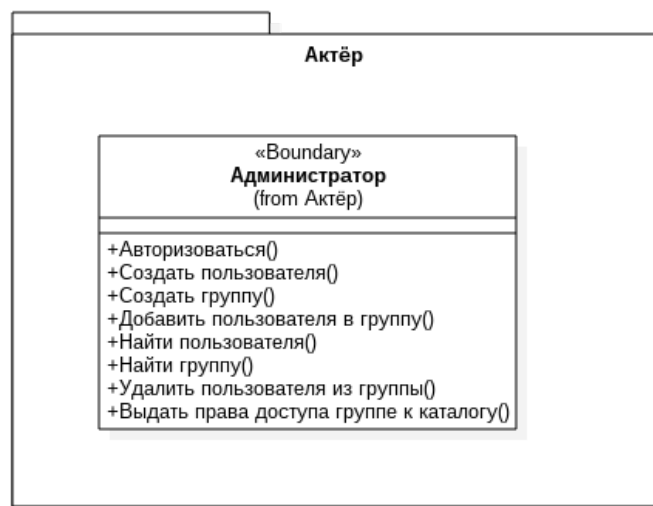 Актёр
«Boundary»
Администратор
(from Актёр)
+Авторизоваться()
+Создать пользователя()
+Создать группу()
+Добавить пользователя в группу()
+Найти пользователя()
+Найти группу()
+Удалить пользователя из группы()
+Выдать права доступа группе к каталогу()